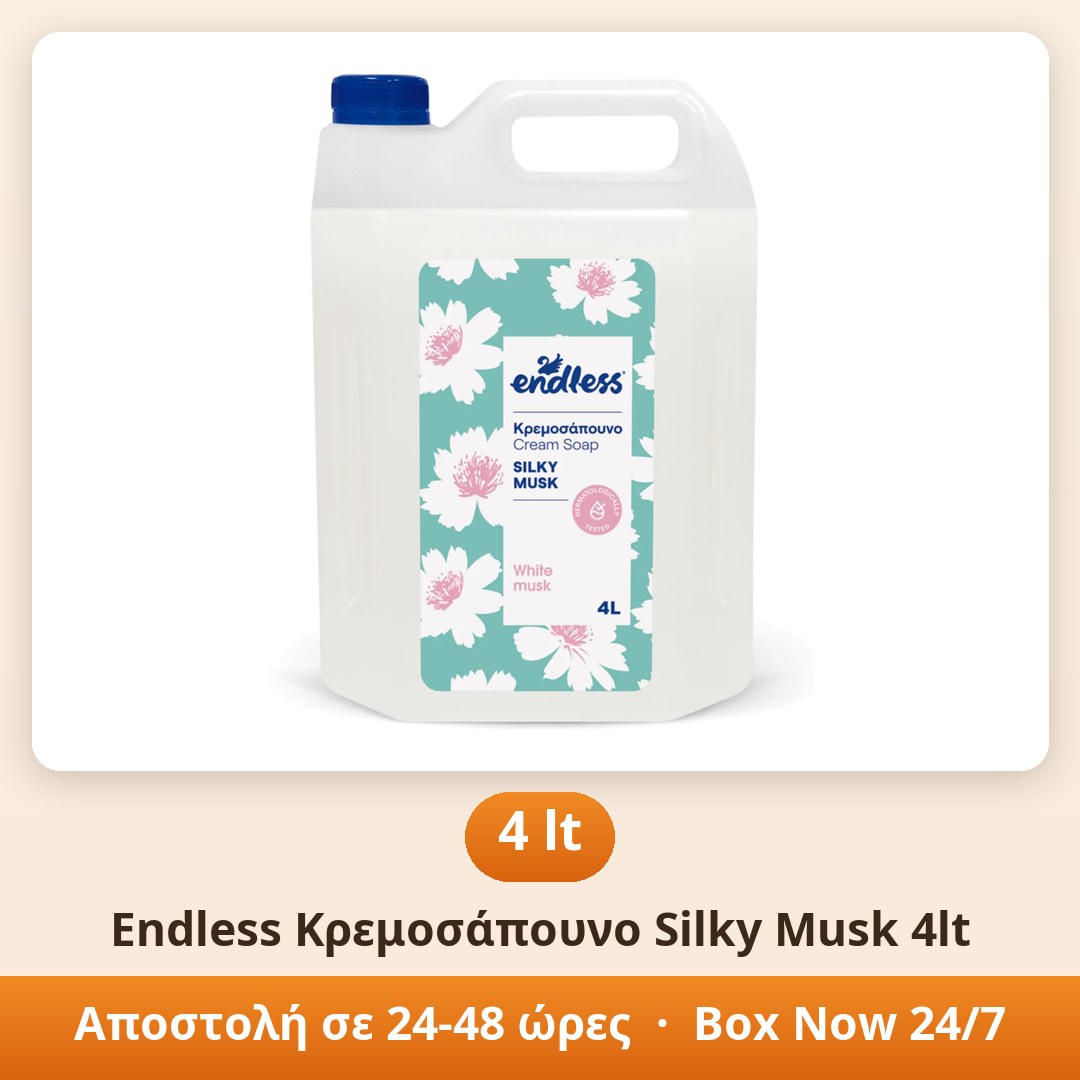 endless
Κρεμοσάπουνο
Cream Soap
SILKY
MUSK
DERMATOLOGICALLY
TESTED
White
musk
4L
4 lt
Endless Κρεμοσάπουνο Silky Musk 4lt
Αποστολή σε 24-48 ώρες · Box Now 24/7